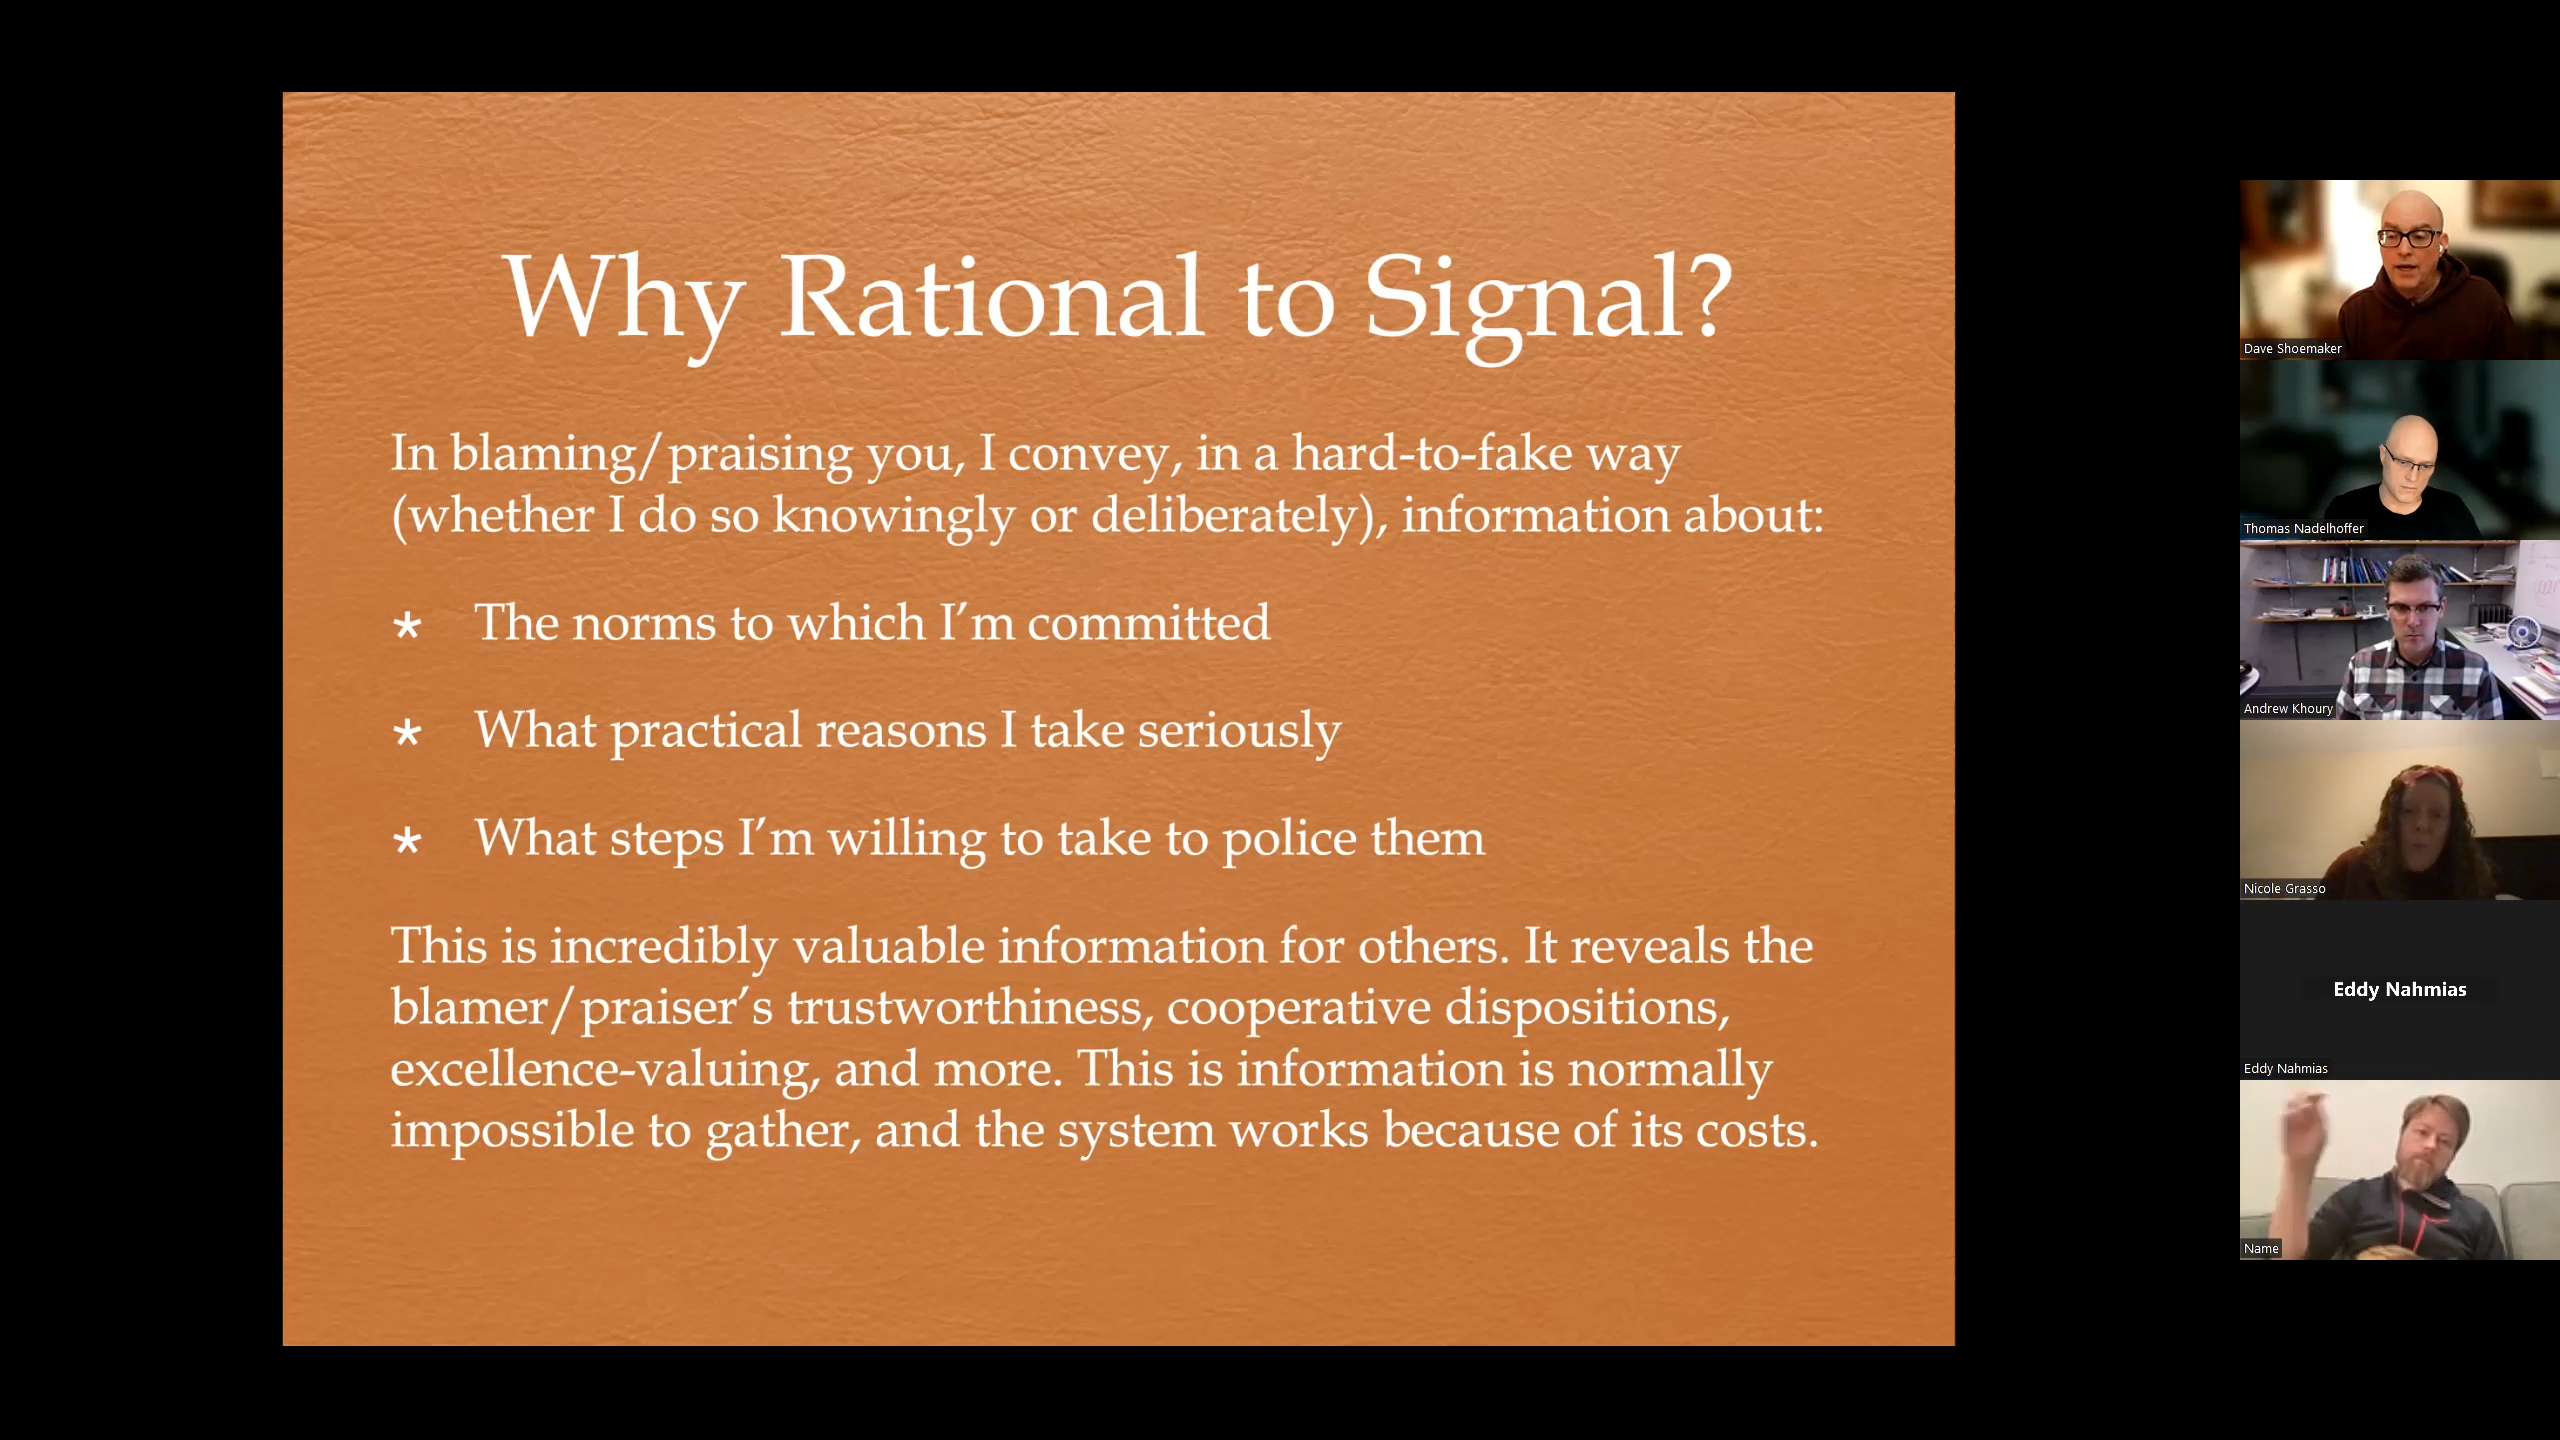 Why Rational to Signal?
In blaming/praising you, I convey, in a hard-to-fake way
(whether I do so knowingly or deliberately), information about:
* The norms to which I’m committed
* What practical reasons I take seriously
* What steps I’m willing to take to police them
This is incredibly valuable information for others. It reveals the
blamer/praiser’s trustworthiness, cooperative dispositions,
excellence-valuing, and more. This is information is normally
impossible to gather, and the system works because of its costs.
Dave Shoemaker
Thomas Nadelhoffer
Andrew Khoury
Nicole Grasso
Eddy Nahmias
Eddy Nahmias
Name